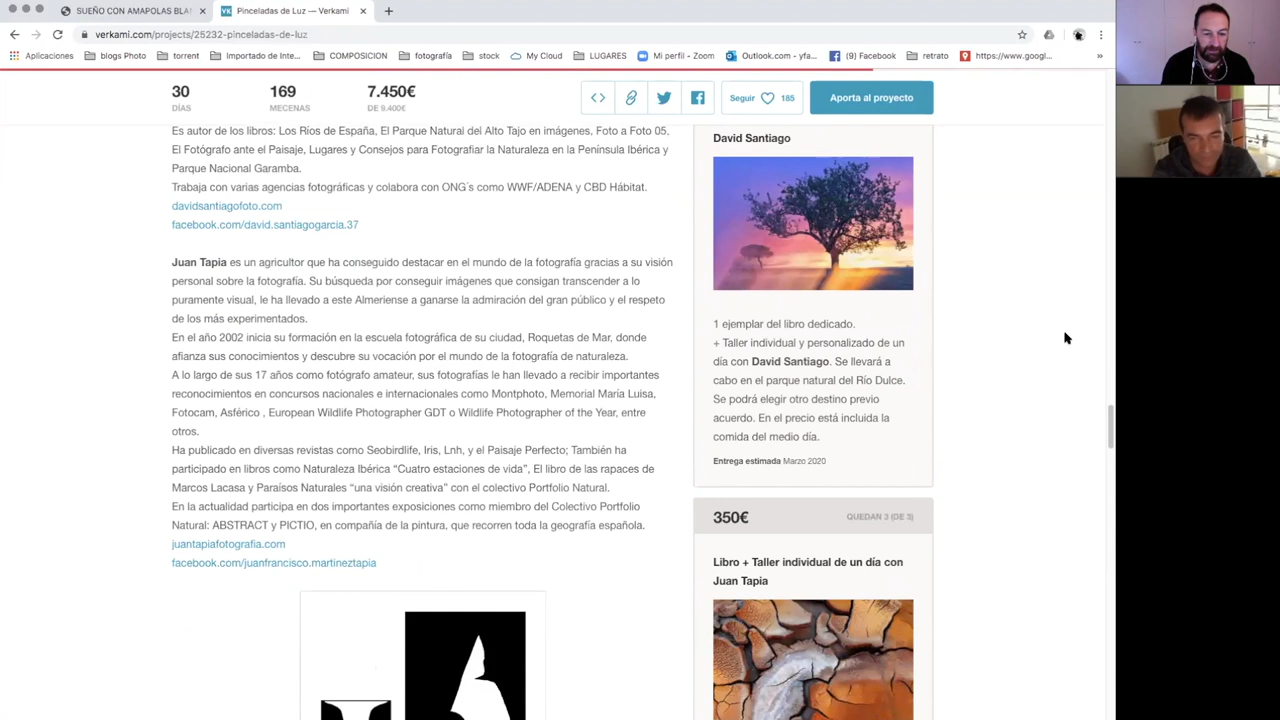 SUEÑO CON AMAPOLAS BLAN
Pinceladas de Luz — Verkami
verkami.com/projects/25232-pinceladas-de-luz
Aplicaciones
blogs Photo
torrent
Importado de Inte...
COMPOSICION
fotografía
stock
My Cloud
LUGARES
Mi perfil - Zoom
Outlook.com - yfa...
(9) Facebook
retrato
https://www.googl...
»
30
DÍAS
169
MECENAS
7.450€
DE 9.400€
Seguir 185
Aporta al proyecto
Es autor de los libros: Los Ríos de España, El Parque Natural del Alto Tajo en imágenes, Foto a Foto 05,
El Fotógrafo ante el Paisaje, Lugares y Consejos para Fotografiar la Naturaleza en la Península Ibérica y
Parque Nacional Garamba.
Trabaja con varias agencias fotográficas y colabora con ONG´s como WWF/ADENA y CBD Hábitat.
davidsantiagofoto.com
facebook.com/david.santiagogarcia.37
Juan Tapia es un agricultor que ha conseguido destacar en el mundo de la fotografía gracias a su visión
personal sobre la fotografía. Su búsqueda por conseguir imágenes que consigan transcender a lo
puramente visual, le ha llevado a este Almeriense a ganarse la admiración del gran público y el respeto
de los más experimentados.
En el año 2002 inicia su formación en la escuela fotográfica de su ciudad, Roquetas de Mar, donde
afianza sus conocimientos y descubre su vocación por el mundo de la fotografía de naturaleza.
A lo largo de sus 17 años como fotógrafo amateur, sus fotografías le han llevado a recibir importantes
reconocimientos en concursos nacionales e internacionales como Montphoto, Memorial María Luisa,
Fotocam, Asférico , European Wildlife Photographer GDT o Wildlife Photographer of the Year, entre
otros.
Ha publicado en diversas revistas como Seobirdlife, Iris, Lnh, y el Paisaje Perfecto; También ha
participado en libros como Naturaleza Ibérica “Cuatro estaciones de vida”, El libro de las rapaces de
Marcos Lacasa y Paraísos Naturales “una visión creativa” con el colectivo Portfolio Natural.
En la actualidad participa en dos importantes exposiciones como miembro del Colectivo Portfolio
Natural: ABSTRACT y PICTIO, en compañía de la pintura, que recorren toda la geografía española.
juantapiafotografia.com
facebook.com/juanfrancisco.martineztapia
David Santiago
1 ejemplar del libro dedicado.
+ Taller individual y personalizado de un
día con David Santiago. Se llevará a
cabo en el parque natural del Río Dulce.
Se podrá elegir otro destino previo
acuerdo. En el precio está incluida la
comida del medio día.
Entrega estimada Marzo 2020
350€
QUEDAN 3 (DE 3)
Libro + Taller individual de un día con
Juan Tapia